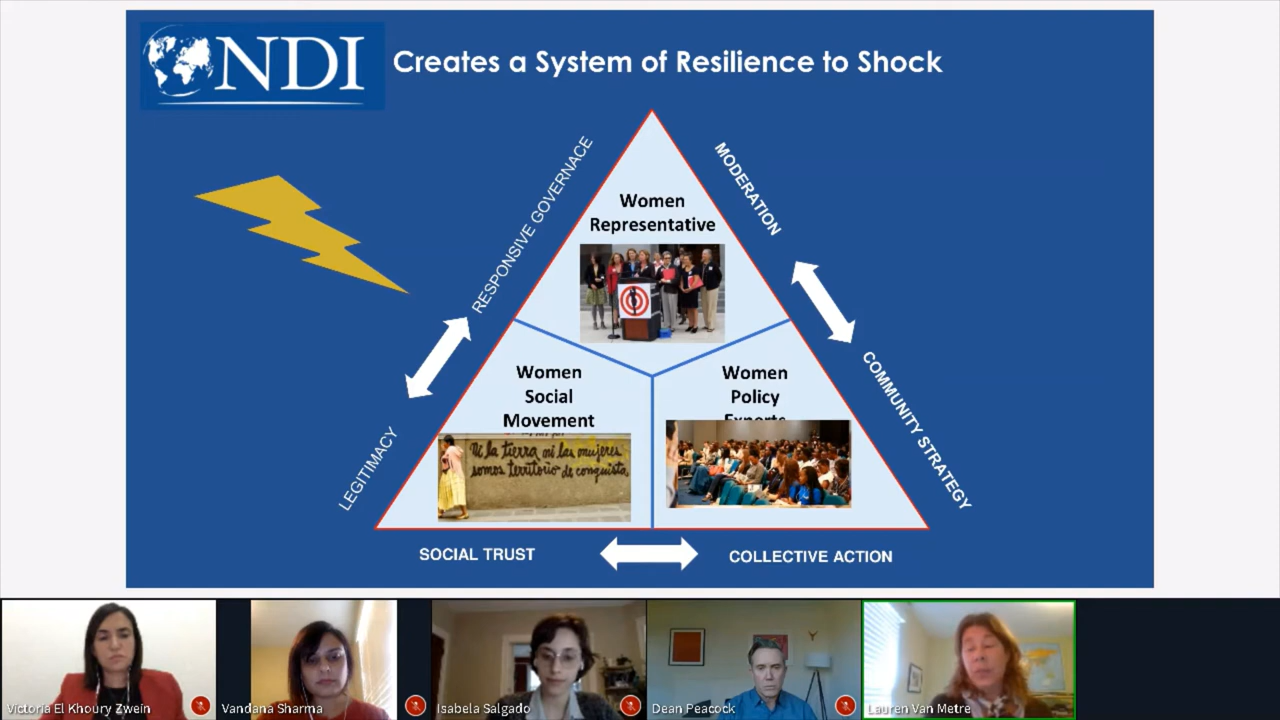 NDI
Creates a System of Resilience to Shock
RESPONSIVE GOVERNACE
MODERATION
Women
Representative
LEGITIMACY
COMMUNITY STRATEGY
Women
Social
Movement
Women
Policy
Experts
Ni la tierra ni las mujeres
somos territorio de conquista
SOCIAL TRUST
COLLECTIVE ACTION
Victoria El Khoury Zwein
Vandana Sharma
Isabela Salgado
Dean Peacock
Lauren Van Metre